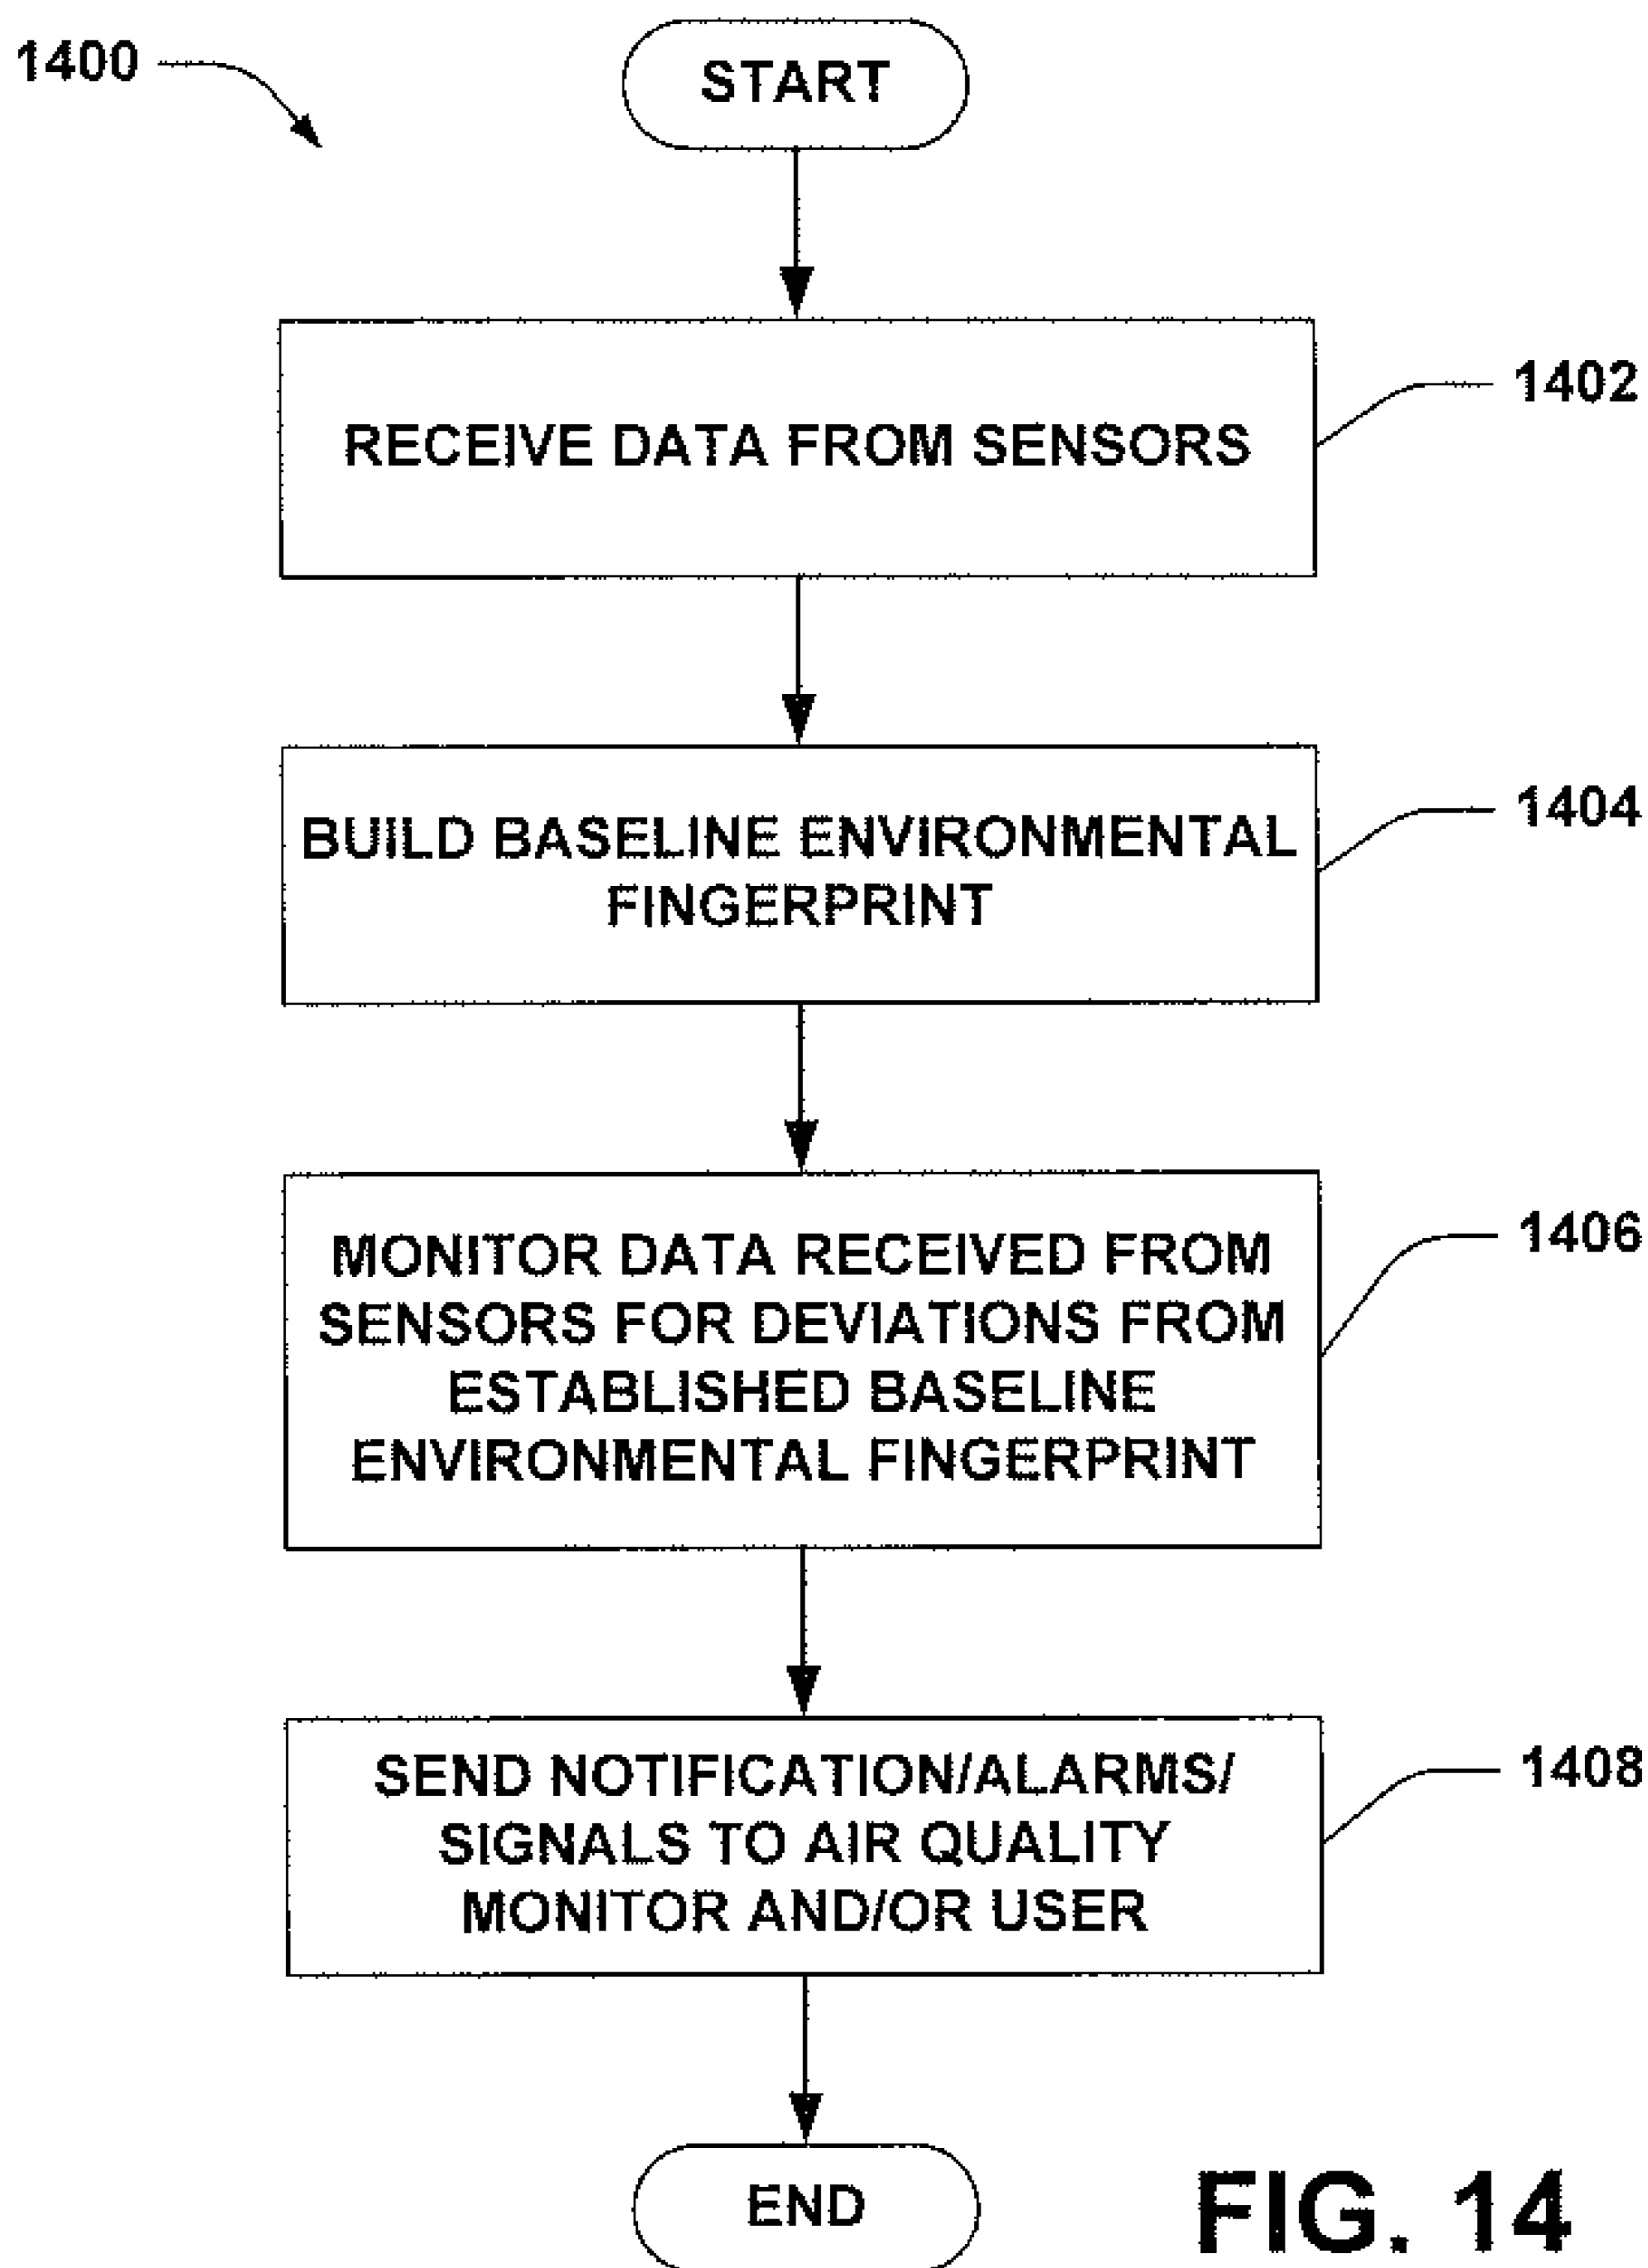 1400
START
RECEIVE DATA FROM SENSORS
1402
BUILD BASELINE ENVIRONMENTAL
FINGERPRINT
1404
MONITOR DATA RECEIVED FROM
SENSORS FOR DEVIATIONS FROM
ESTABLISHED BASELINE
ENVIRONMENTAL FINGERPRINT
1406
SEND NOTIFICATION/ALARMS/
SIGNALS TO AIR QUALITY
MONITOR AND/OR USER
1408
END
FIG. 14